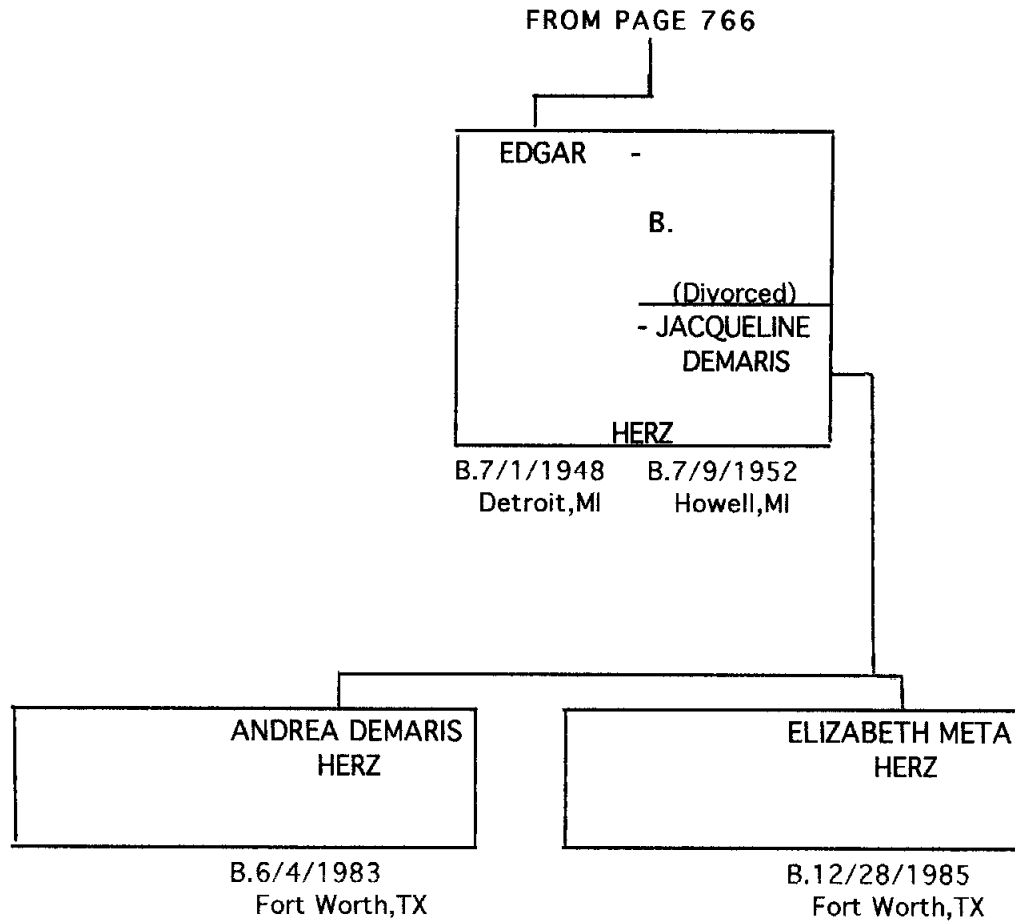 FROM PAGE 766
EDGAR -
B.
(Divorced)
- JACQUELINE
DEMARIS
HERZ
B.7/1/1948 B.7/9/1952
Detroit,MI Howell,MI
ANDREA DEMARIS
HERZ
B.6/4/1983
Fort Worth,TX
ELIZABETH META
HERZ
B.12/28/1985
Fort Worth,TX